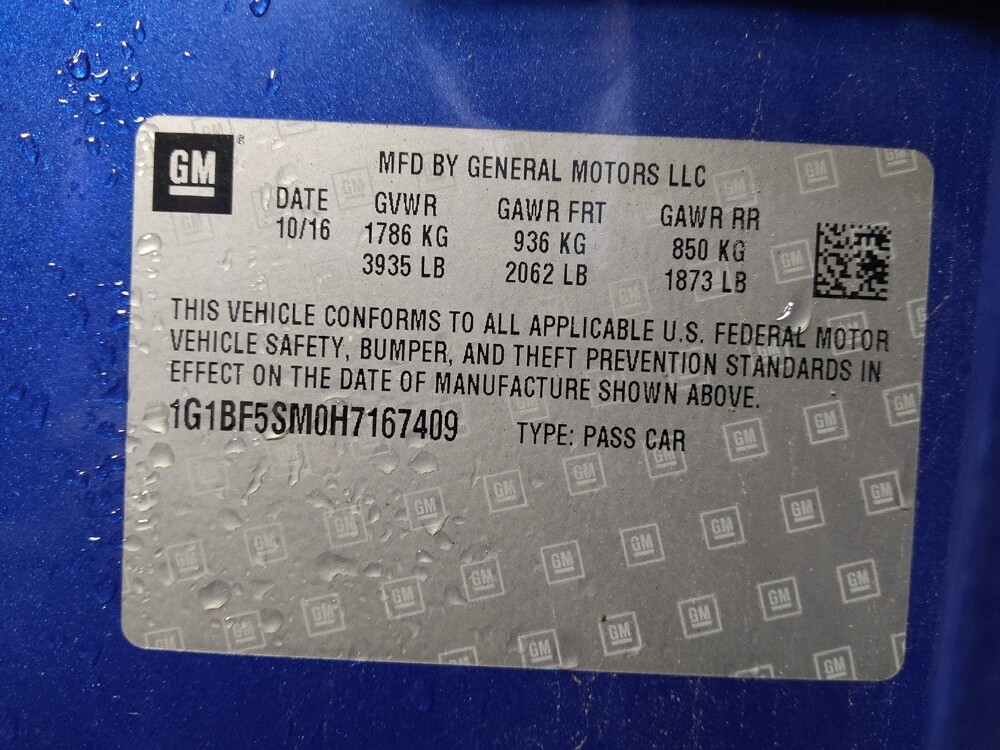 GM
MFD BY GENERAL MOTORS LLC
DATE GVWR GAWR FRT GAWR RR
10/16 1786 KG 936 KG 850 KG
3935 LB 2062 LB 1873 LB
THIS VEHICLE CONFORMS TO ALL APPLICABLE U.S. FEDERAL MOTOR
VEHICLE SAFETY, BUMPER, AND THEFT PREVENTION STANDARDS IN
EFFECT ON THE DATE OF MANUFACTURE SHOWN ABOVE.
1G1BF5SM0H7167409 TYPE: PASS CAR